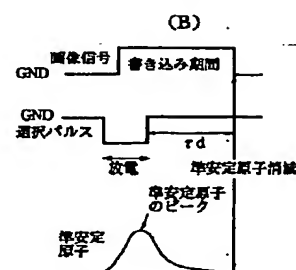 (B)
画像信号
書き込み期間
GND
GND
選択パルス
τd
放電
準安定原子消滅
準安定原子
のピーク
準安定
原子